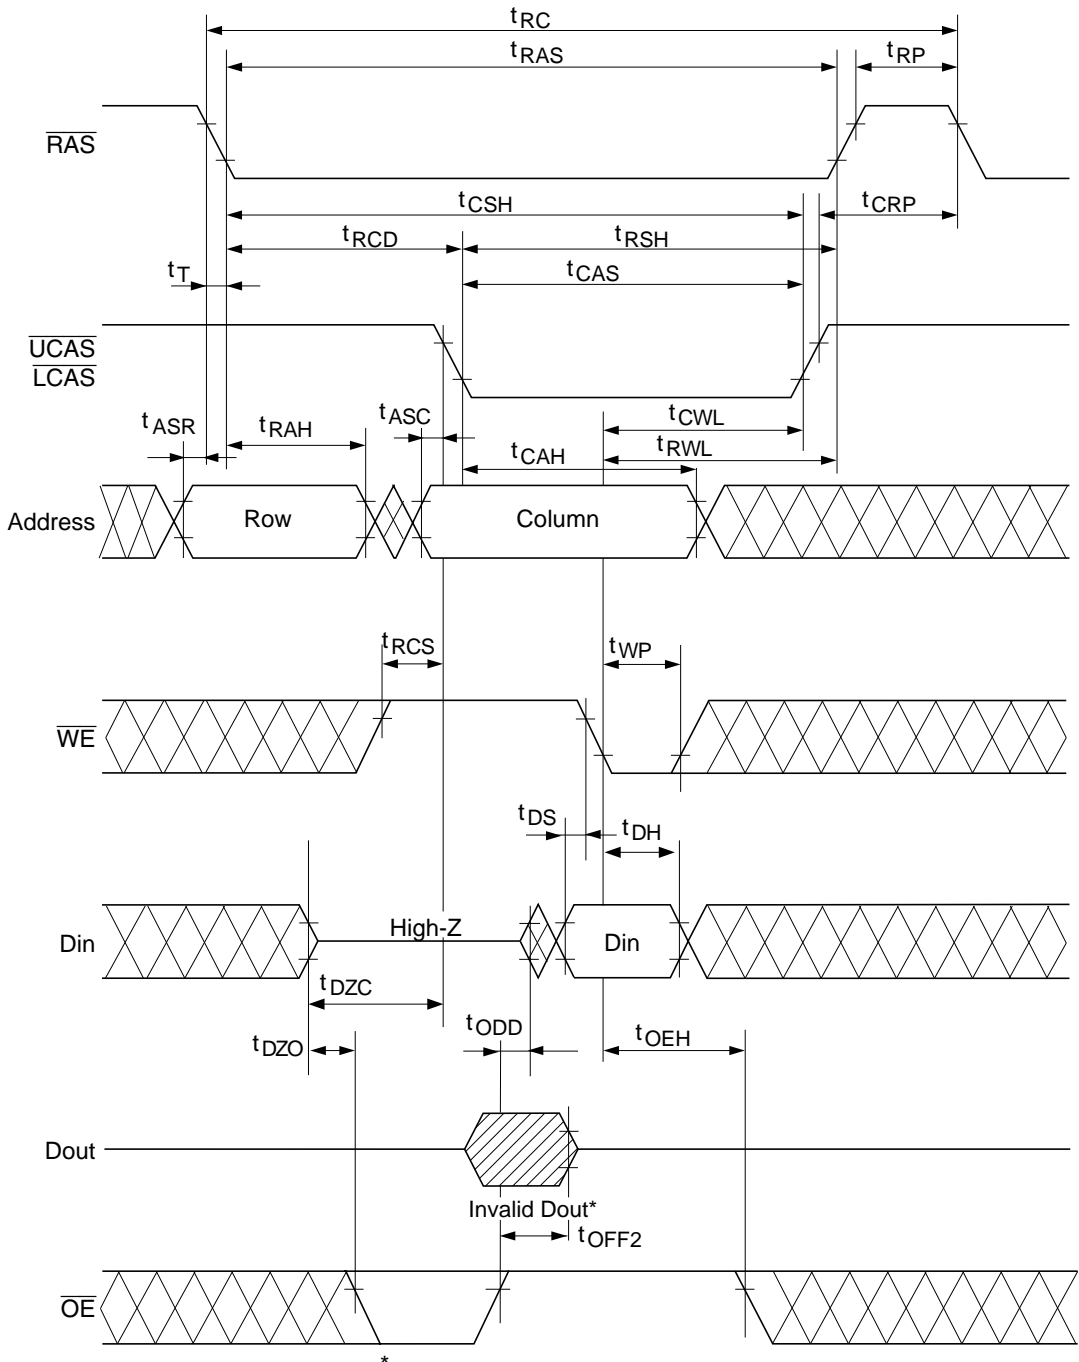 tRC
tRAS
tRP
RAS
tCSH
tCRP
tRCD
tRSH
tT
tCAS
UCAS
LCAS
tASR
tRAH
tASC
tCWL
tCAH
tRWL
Address
Row
Column
tRCS
tWP
WE
tDS
tDH
Din
High-Z
Din
tDZC
tODD
tDZO
tOEH
Dout
Invalid Dout*
tOFF2
OE
*